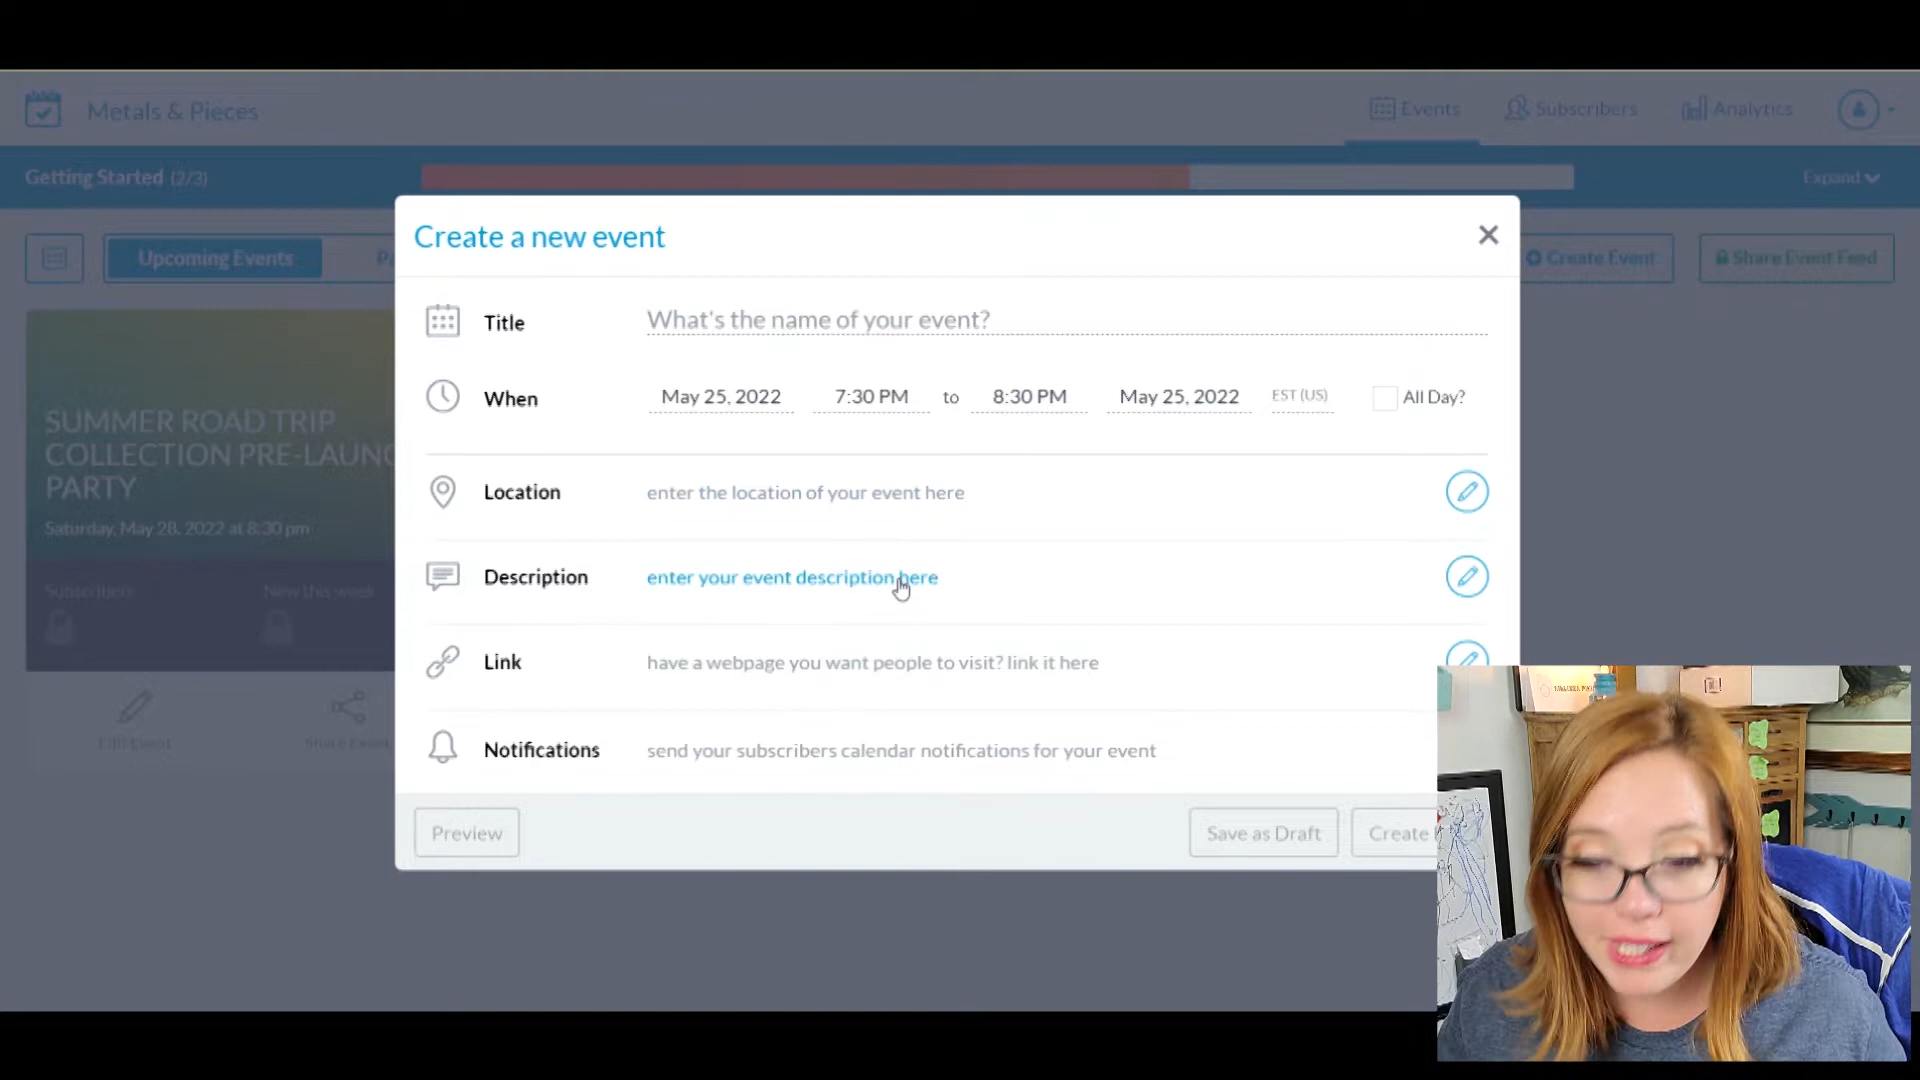 Metals & Pieces
Events
Subscribers
Analytics
Getting Started (2/3)
Expand
Upcoming Events
Create Event
Share Event Feed
Create a new event
Title
What's the name of your event?
When
May 25, 2022
7:30 PM
to
8:30 PM
May 25, 2022
EST (US)
All Day?
Location
enter the location of your event here
Description
enter your event description here
Link
have a webpage you want people to visit? link it here
Notifications
send your subscribers calendar notifications for your event
Preview
Save as Draft
Create
SUMMER ROAD TRIP
COLLECTION PRE-LAUNC
PARTY
Saturday, May 28, 2022 at 8:30 pm
Subscribers
New this week
Edit Event
Share Event